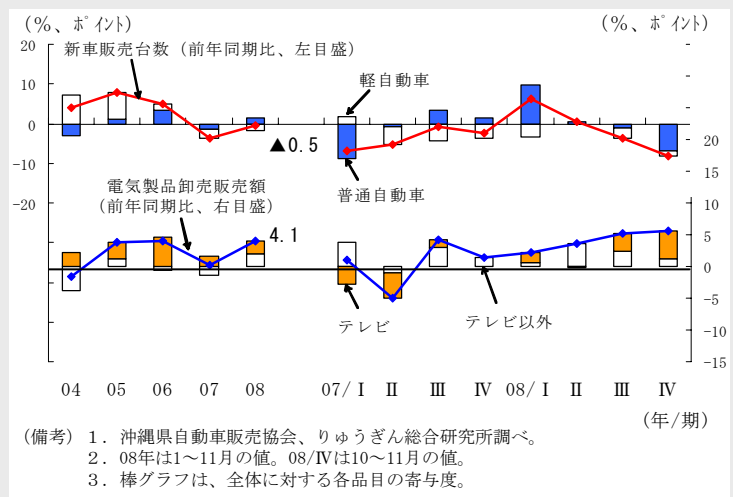 （%、ﾎﾟｲﾝﾄ）
（%、ﾎﾟｲﾝﾄ）
新車販売台数（前年同期比、左目盛）
軽自動車
20
10
0
-10
-20
▲0.5
普通自動車
電気製品卸売販売額
（前年同期比、右目盛）
4.1
テレビ
テレビ以外
20
15
10
5
0
-5
-10
-15
04 05 06 07 08 07/Ⅰ Ⅱ Ⅲ Ⅳ 08/Ⅰ Ⅱ Ⅲ Ⅳ
（年/期）
（備考）１．沖縄県自動車販売協会、りゅうぎん総合研究所調べ。
２．08年は1～11月の値。08/Ⅳは10～11月の値。
３．棒グラフは、全体に対する各品目の寄与度。